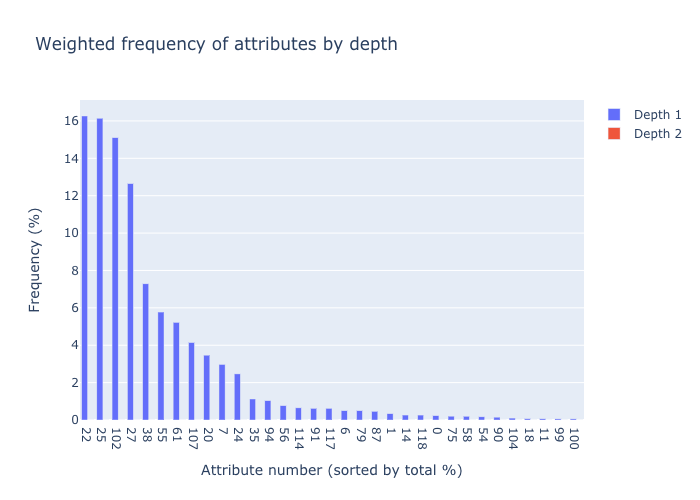 Weighted frequency of attributes by depth
Depth 1
Depth 2
Frequency (%)
16
14
12
10
8
6
4
2
0
22 25 102 27 38 55 61 107 20 7 24 35 94 56 114 91 117 6 79 87 1 14 118 0 75 58 54 90 104 18 11 99 100
Attribute number (sorted by total %)